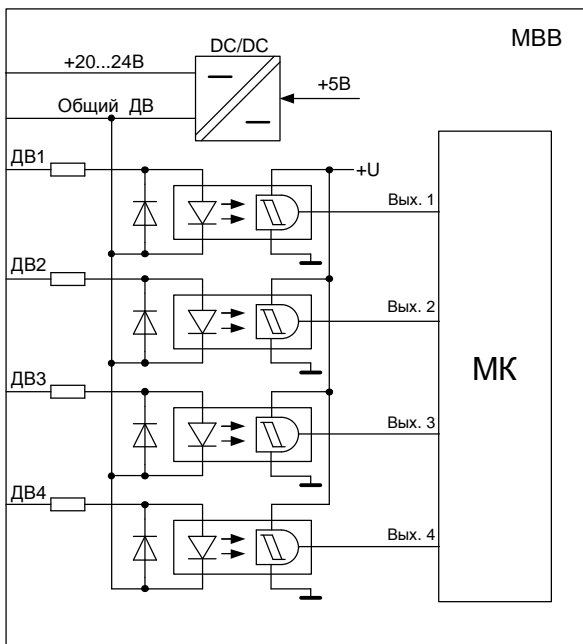 DC/DC
МВВ
+20...24В
+5В
Общий ДВ
ДВ1
+U
Вых. 1
ДВ2
Вых. 2
МК
ДВ3
Вых. 3
ДВ4
Вых. 4